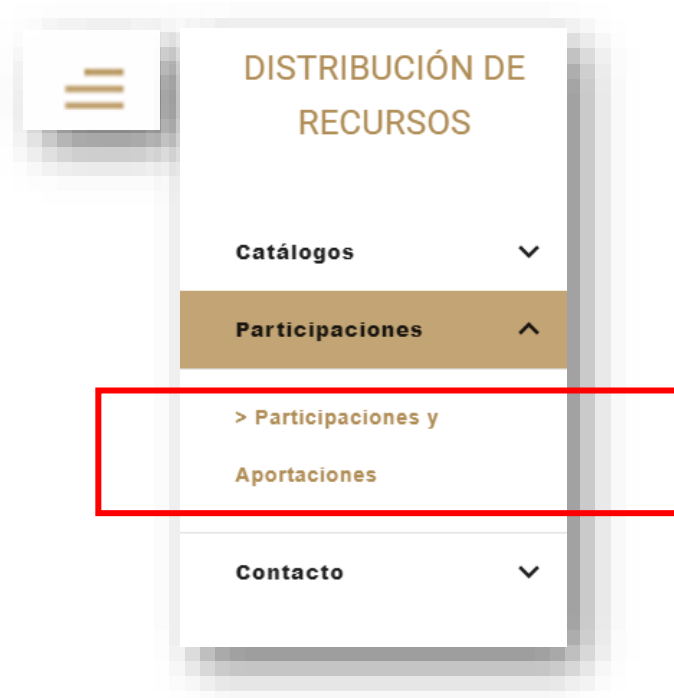 DISTRIBUCIÓN DE
RECURSOS
Catálogos
Participaciones
> Participaciones y
Aportaciones
Contacto